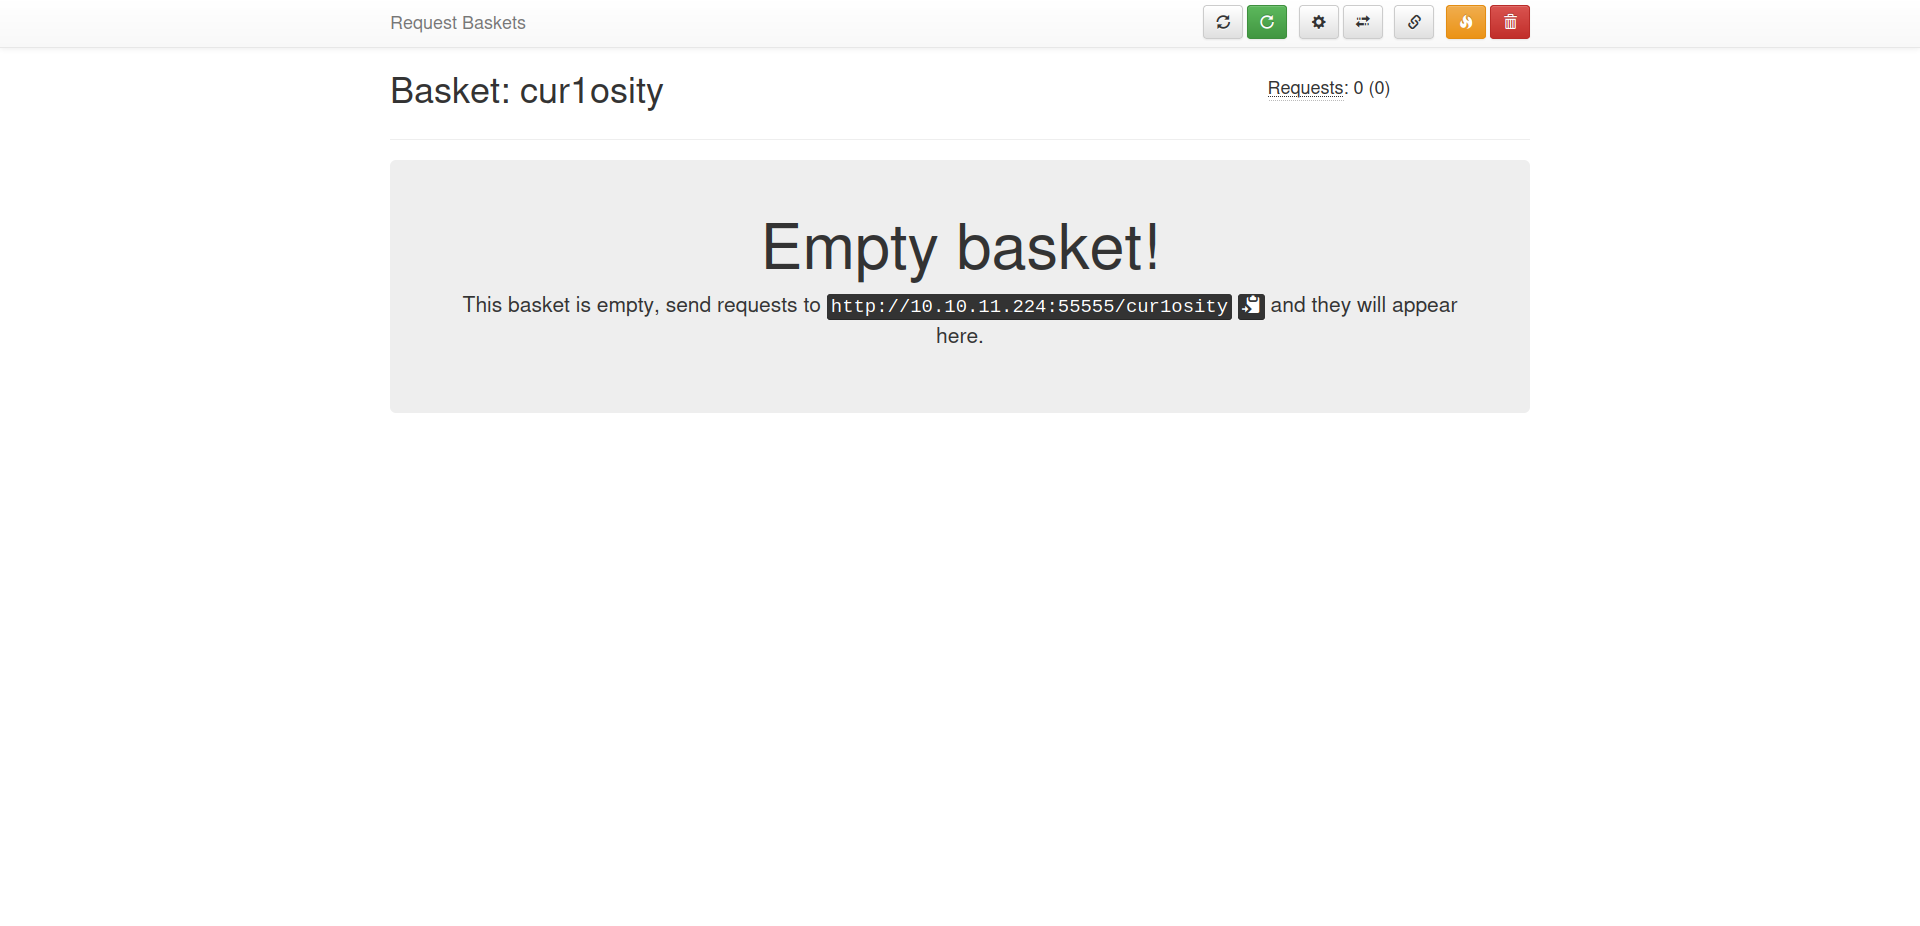 Request Baskets
Basket: cur1osity
Requests: 0 (0)
Empty basket!
This basket is empty, send requests to http://10.10.11.224:55555/cur1osity and they will appear
here.